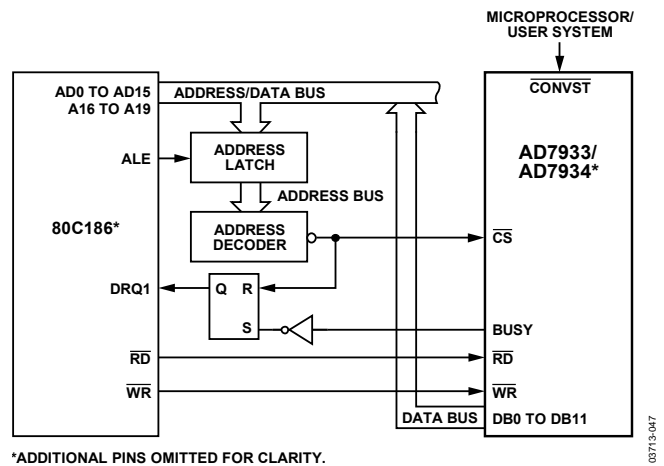 MICROPROCESSOR/
USER SYSTEM
AD0 TO AD15
A16 TO A19
ADDRESS/DATA BUS
CONVST
ALE
ADDRESS
LATCH
AD7933/
AD7934*
ADDRESS BUS
80C186*
ADDRESS
DECODER
CS
DRQ1
Q R
S
BUSY
RD
RD
WR
WR
DATA BUS
DB0 TO DB11
*ADDITIONAL PINS OMITTED FOR CLARITY.
03713-047